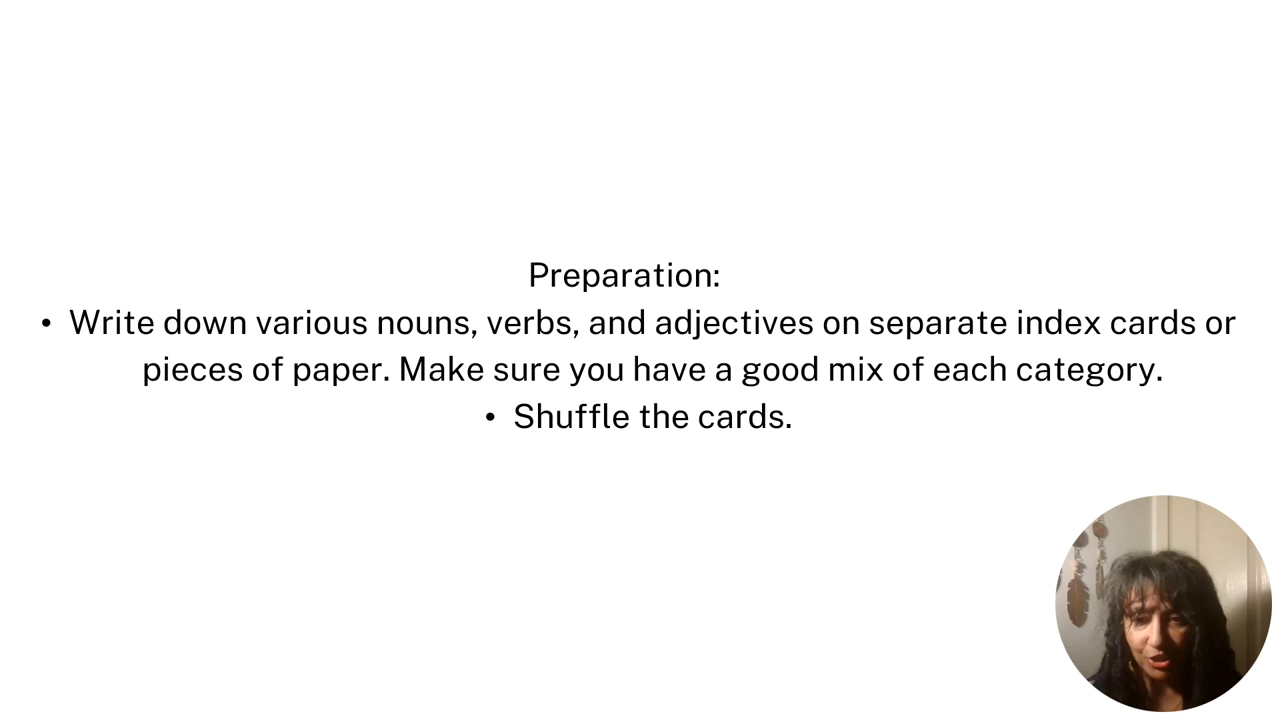 Preparation:
• Write down various nouns, verbs, and adjectives on separate index cards or
pieces of paper. Make sure you have a good mix of each category.
• Shuffle the cards.